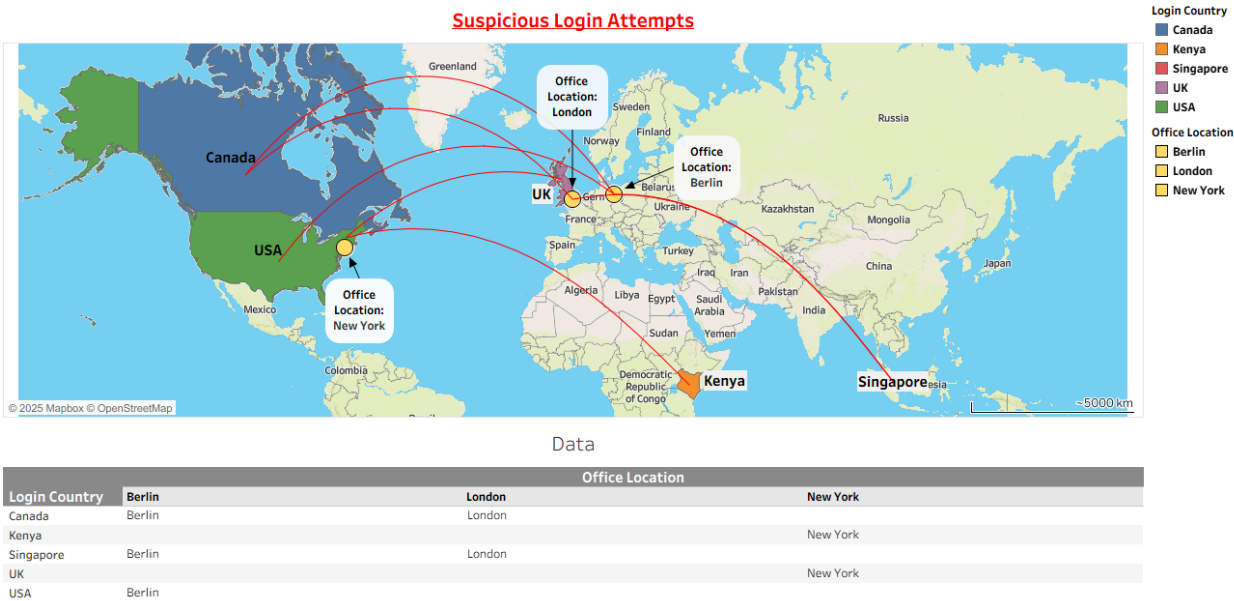 Suspicious Login Attempts
Login Country
Canada
Kenya
Singapore
UK
USA
Office Location
Berlin
London
New York
Greenland
Office
Location:
London
Sweden
Finland
Norway
Russia
Office
Location:
Berlin
Canada
UK
Germ
Belarus
Ukraine
France
Kazakhstan
Mongolia
USA
Spain
Turkey
Japan
China
Iraq
Iran
Office
Location:
New York
Mexico
Algeria
Libya
Egypt
Saudi
Arabia
Pakistan
India
Sudan
Yemen
Colombia
Democratic
Republic
of Congo
Kenya
Singapore
esia
© 2025 Mapbox © OpenStreetMap
~5000 km
Data
Office Location
Login Country Berlin London New York
Canada Berlin London
Kenya New York
Singapore Berlin London
UK New York
USA Berlin